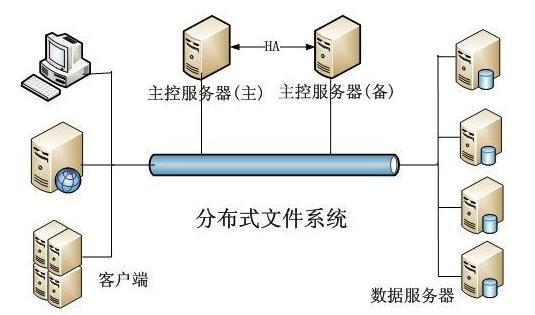 HA
主控服务器(主)
主控服务器(备)
分布式文件系统
客户端
数据服务器